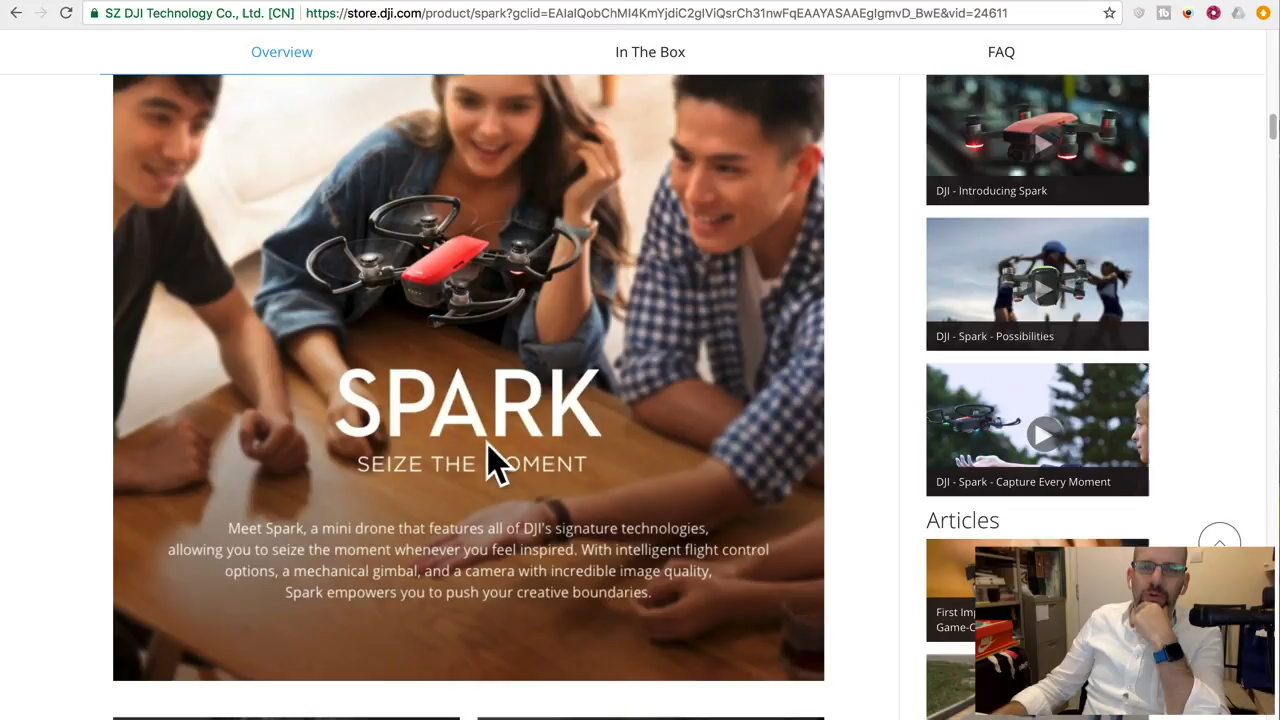 SZ DJI Technology Co., Ltd. [CN] https://store.dji.com/product/spark?gclid=EAIaIQobChMI4KmYjdiC2gIViQsrCh31nwFqEAAYASAAEgIgmvD_BwE&vid=24611
Overview In The Box FAQ
SPARK
SEIZE THE OMENT
Meet Spark, a mini drone that features all of DJI's signature technologies,
allowing you to seize the moment whenever you feel inspired. With intelligent flight control
options, a mechanical gimbal, and a camera with incredible image quality,
Spark empowers you to push your creative boundaries.
DJI - Introducing Spark
DJI - Spark - Possibilities
DJI - Spark - Capture Every Moment
Articles
First
Game-C